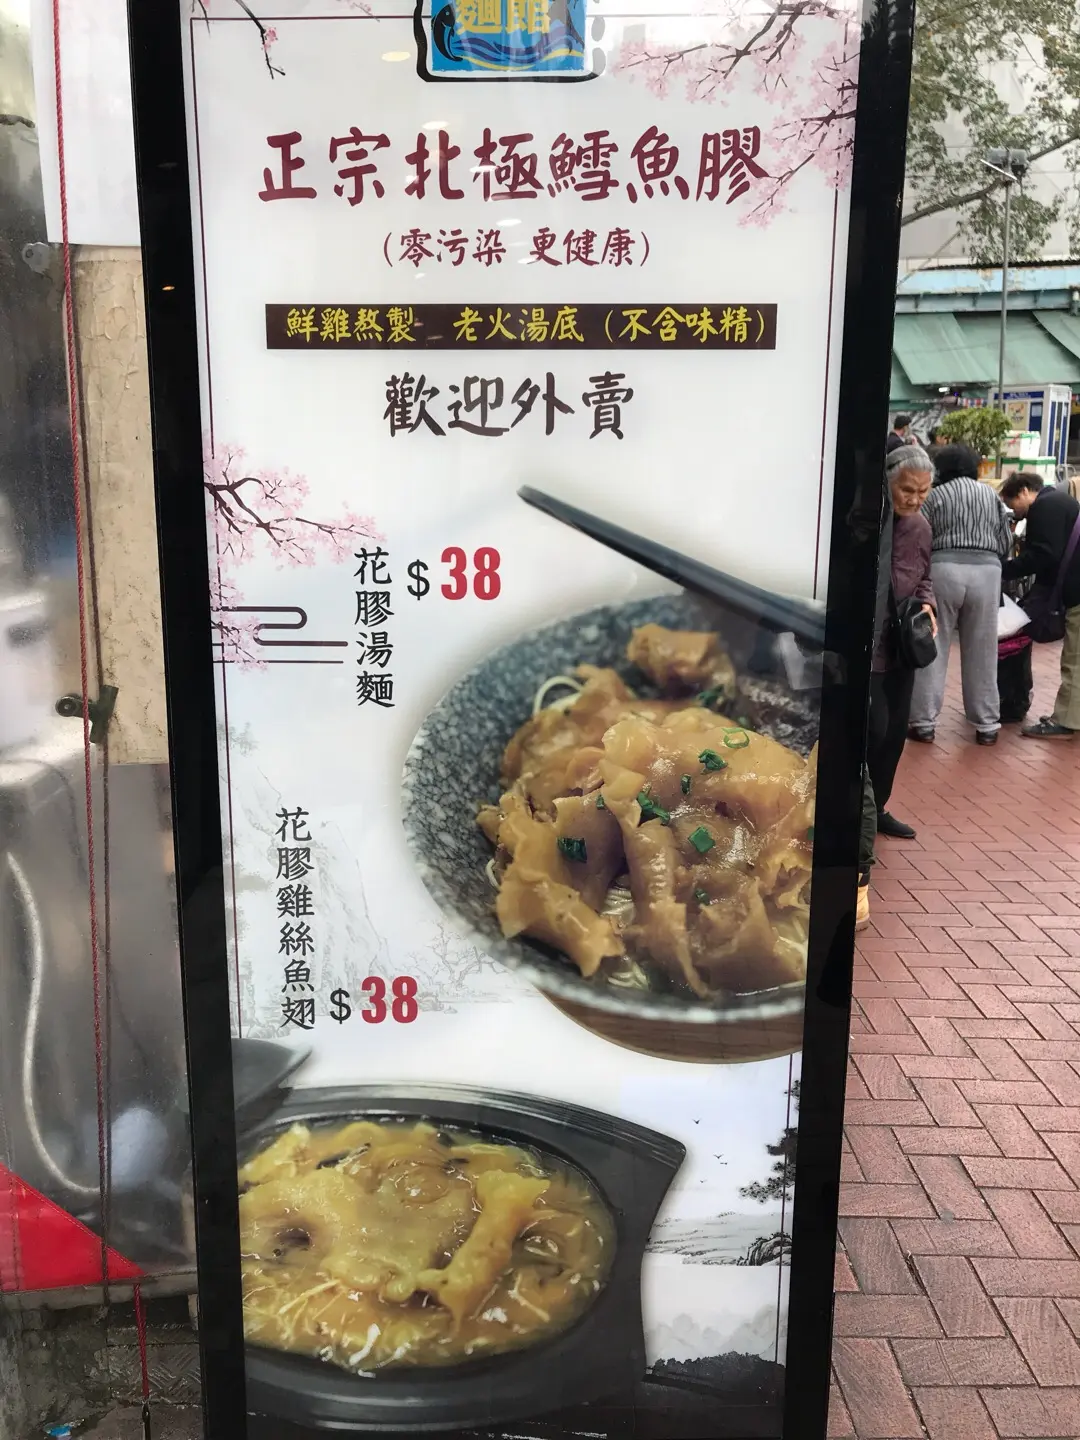 麵館
正宗北極鱈魚膠
（零污染 更健康）
鮮雞熬製 老火湯底（不含味精）
歡迎外賣
花膠湯麵
$38
花膠雞絲魚翅
$38